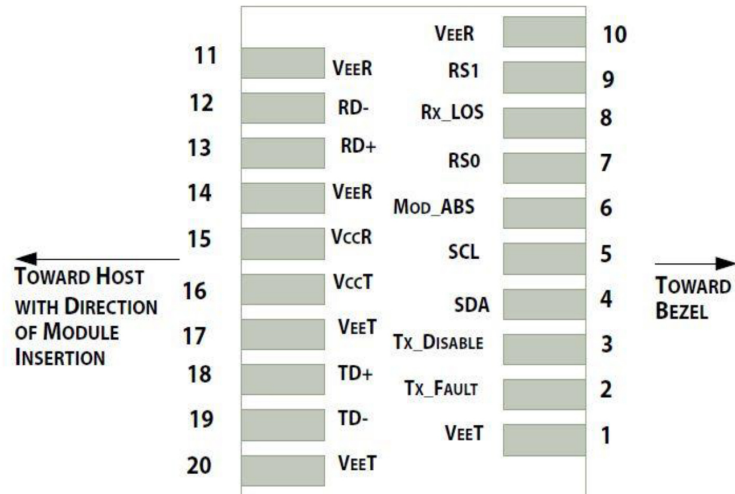 VEER 10
11 VEER
RS1 9
12 RD-
Rx_LOS 8
13 RD+
RS0 7
14 VEER
MOD_ABS 6
15 VCCR
SCL 5
TOWARD HOST
WITH DIRECTION
OF MODULE
INSERTION
16 VCCT
SDA 4
TOWARD
BEZEL
17 VEET
TX_DISABLE 3
18 TD+
TX_FAULT 2
19 TD-
VEET 1
20 VEET